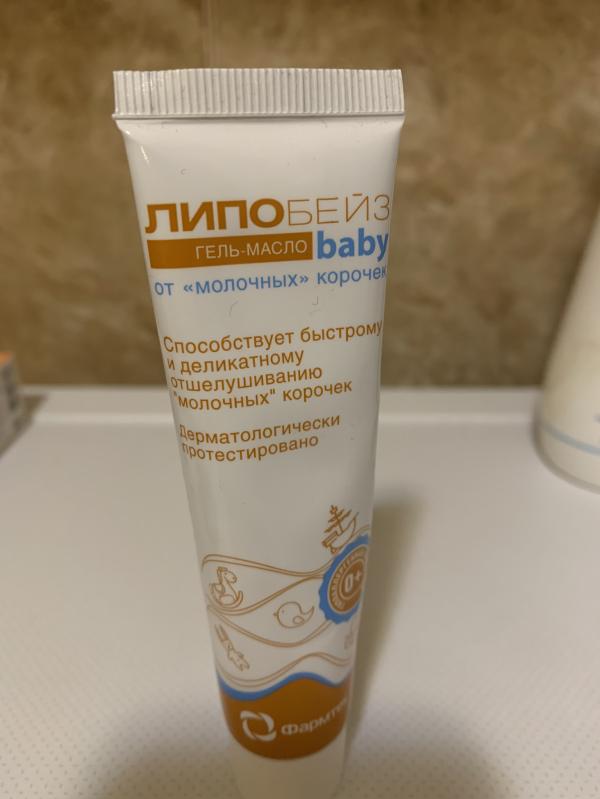 ЛИПОБЕЙЗ
ГЕЛЬ-МАСЛО baby
от «молочных» корочек
Способствует быстрому
и деликатному
отшелушиванию
"молочных" корочек
Дерматологически
протестировано
0+